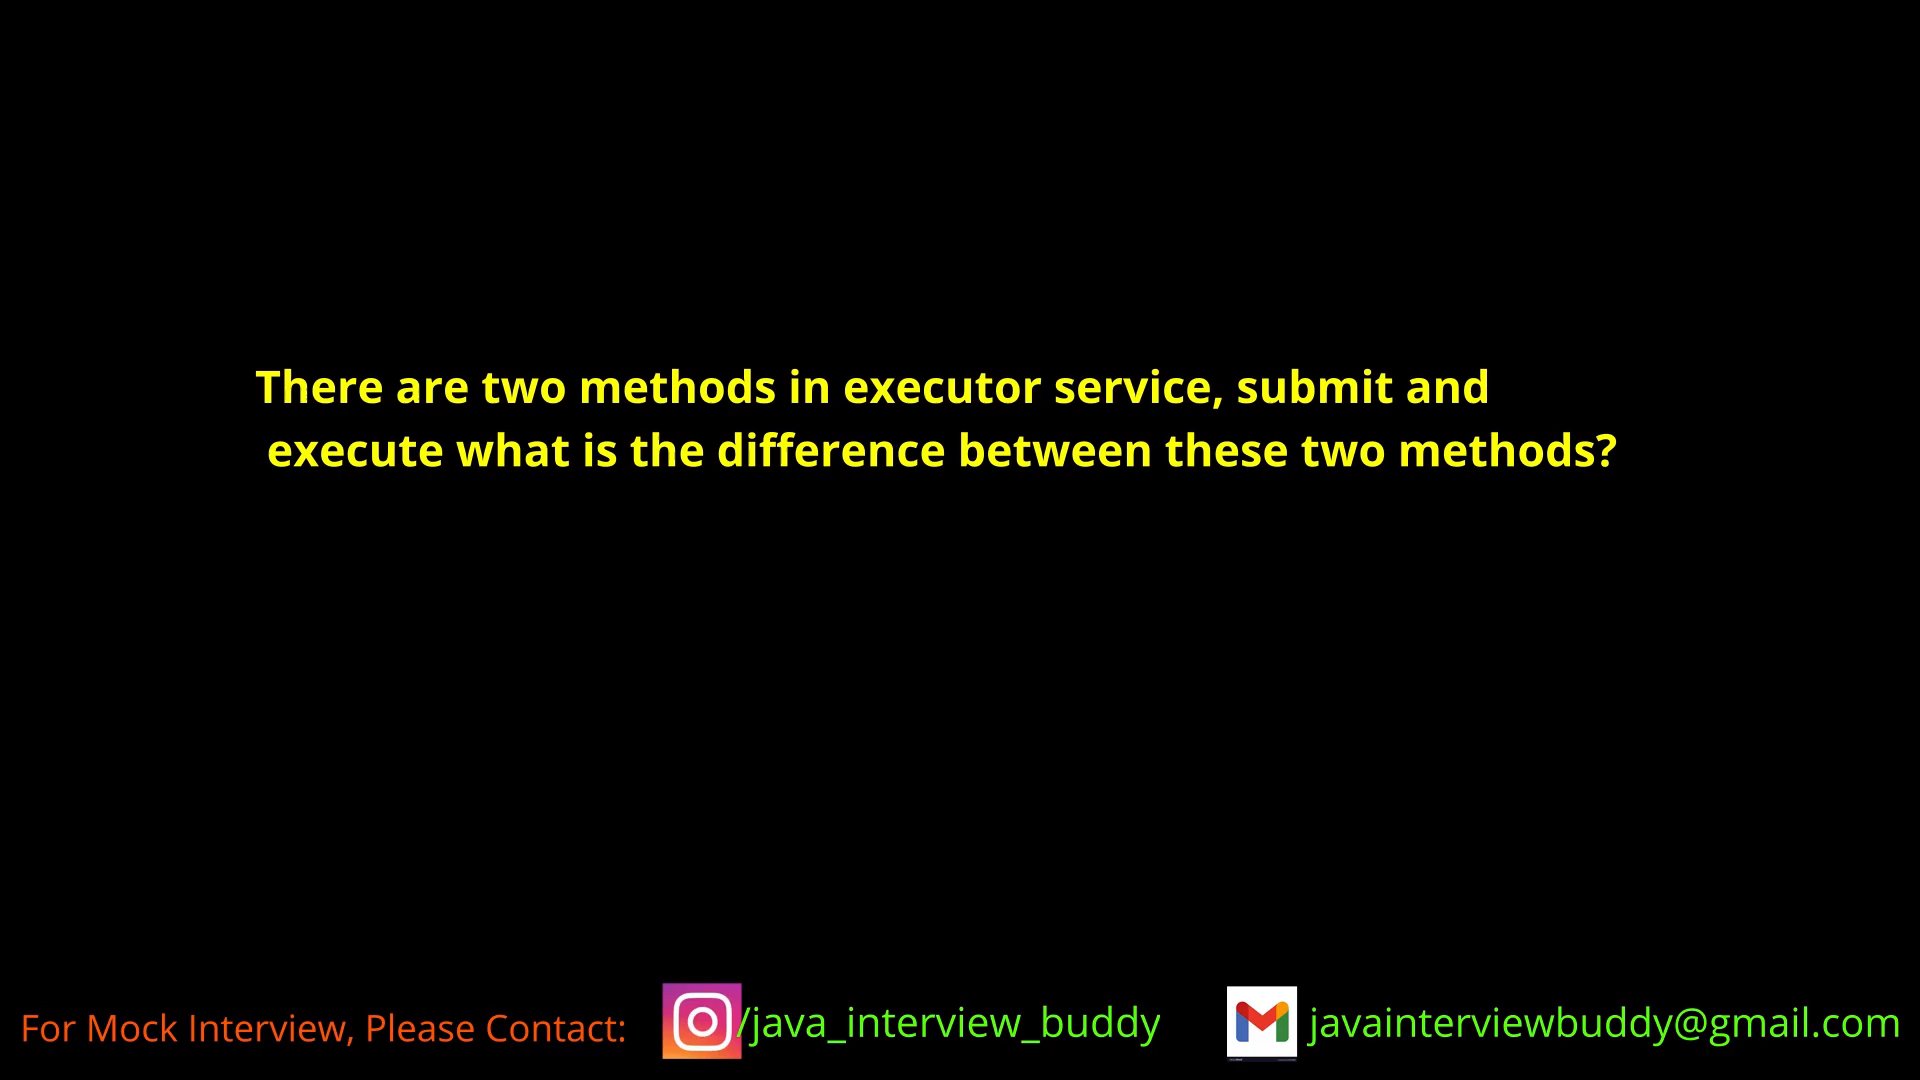 There are two methods in executor service, submit and
execute what is the difference between these two methods?
For Mock Interview, Please Contact: /java_interview_buddy javainterviewbuddy@gmail.com